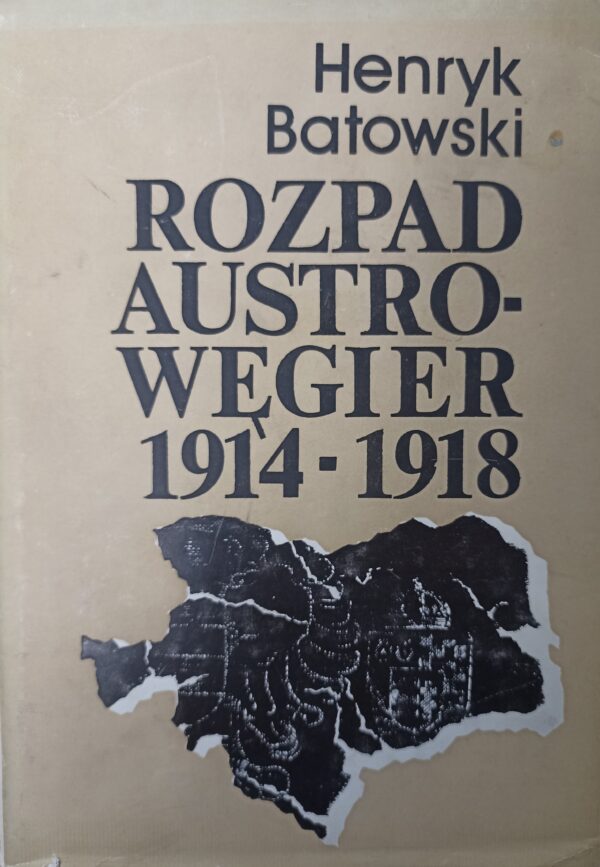 Henryk
Batowski
ROZPAD
AUSTRO-
WĘGIER
1914-1918